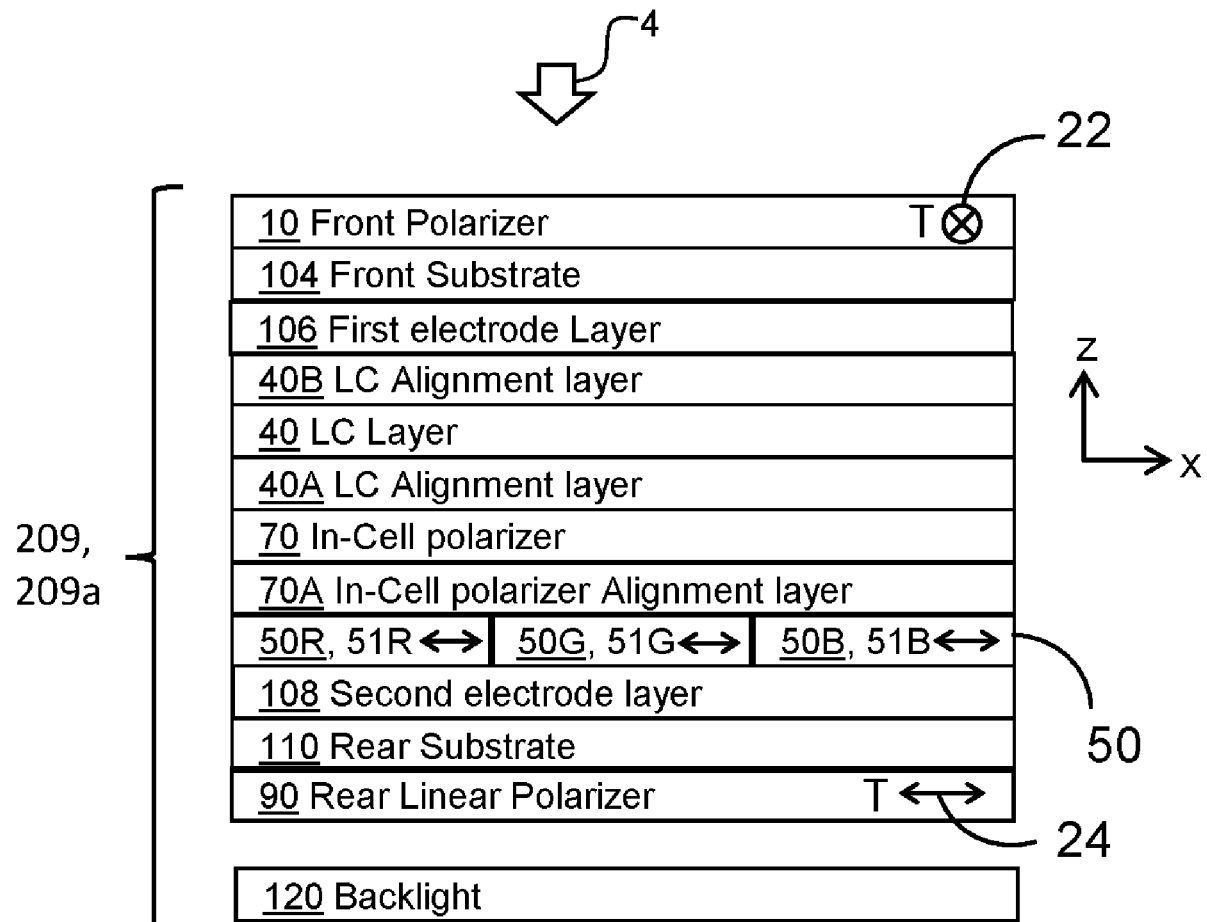 4
22
10 Front Polarizer T
104 Front Substrate
106 First electrode Layer
z
40B LC Alignment layer
40 LC Layer
x
40A LC Alignment layer
209,
209a
70 In-Cell polarizer
70A In-Cell polarizer Alignment layer
50R, 51R 50G, 51G 50B, 51B
108 Second electrode layer
50
110 Rear Substrate
90 Rear Linear Polarizer T
24
120 Backlight